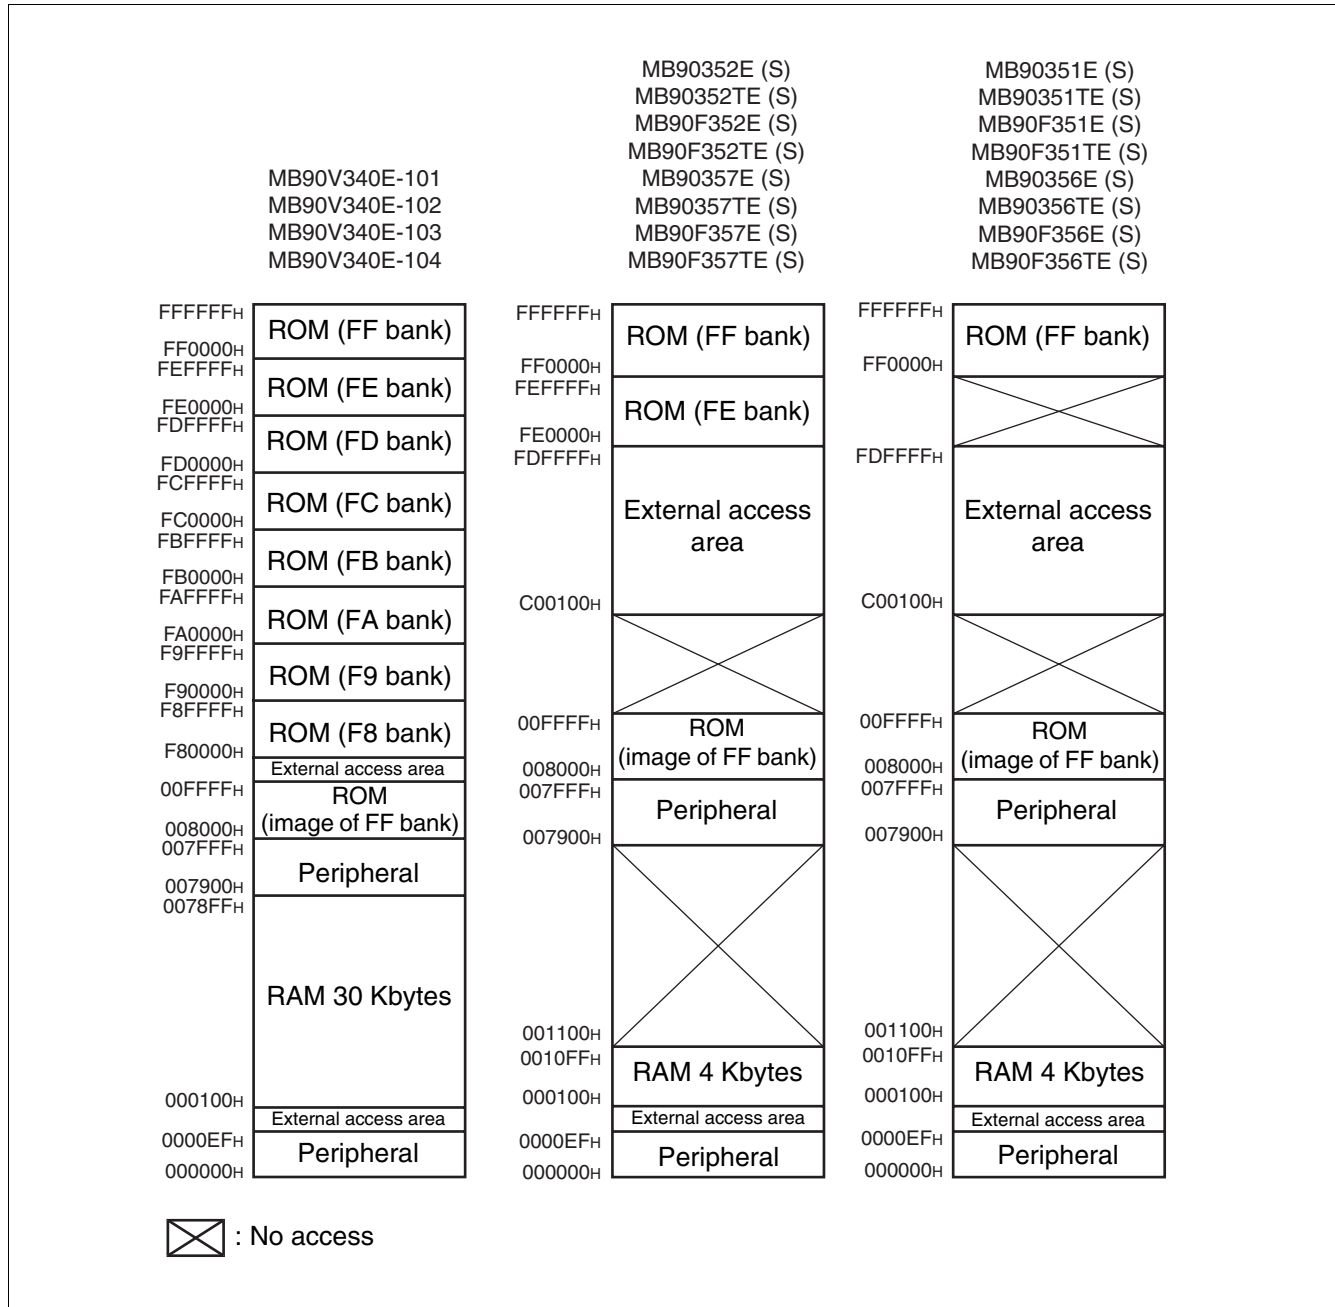 MB90V340E-101
MB90V340E-102
MB90V340E-103
MB90V340E-104
FFFFFFH
ROM (FF bank)
FF0000H
FEFFFFH
ROM (FE bank)
FE0000H
FDFFFFH
ROM (FD bank)
FD0000H
FCFFFFH
ROM (FC bank)
FC0000H
FBFFFFH
ROM (FB bank)
FB0000H
FAFFFFH
ROM (FA bank)
FA0000H
F9FFFFH
ROM (F9 bank)
F90000H
F8FFFFH
ROM (F8 bank)
F80000H
External access area
00FFFFH
ROM
(image of FF bank)
008000H
007FFFH
Peripheral
007900H
0078FFH
RAM 30 Kbytes
000100H
External access area
0000EFH
Peripheral
000000H
MB90352E (S)
MB90352TE (S)
MB90F352E (S)
MB90F352TE (S)
MB90357E (S)
MB90357TE (S)
MB90F357E (S)
MB90F357TE (S)
FFFFFFH
ROM (FF bank)
FF0000H
FEFFFFH
ROM (FE bank)
FE0000H
FDFFFFH
External access
area
C00100H
00FFFFH
ROM
(image of FF bank)
008000H
007FFFH
Peripheral
007900H
001100H
0010FFH
RAM 4 Kbytes
000100H
External access area
0000EFH
Peripheral
000000H
MB90351E (S)
MB90351TE (S)
MB90F351E (S)
MB90F351TE (S)
MB90356E (S)
MB90356TE (S)
MB90F356E (S)
MB90F356TE (S)
FFFFFFH
ROM (FF bank)
FF0000H
FDFFFFH
External access
area
C00100H
00FFFFH
ROM
(image of FF bank)
008000H
007FFFH
Peripheral
007900H
001100H
0010FFH
RAM 4 Kbytes
000100H
External access area
0000EFH
Peripheral
000000H
: No access